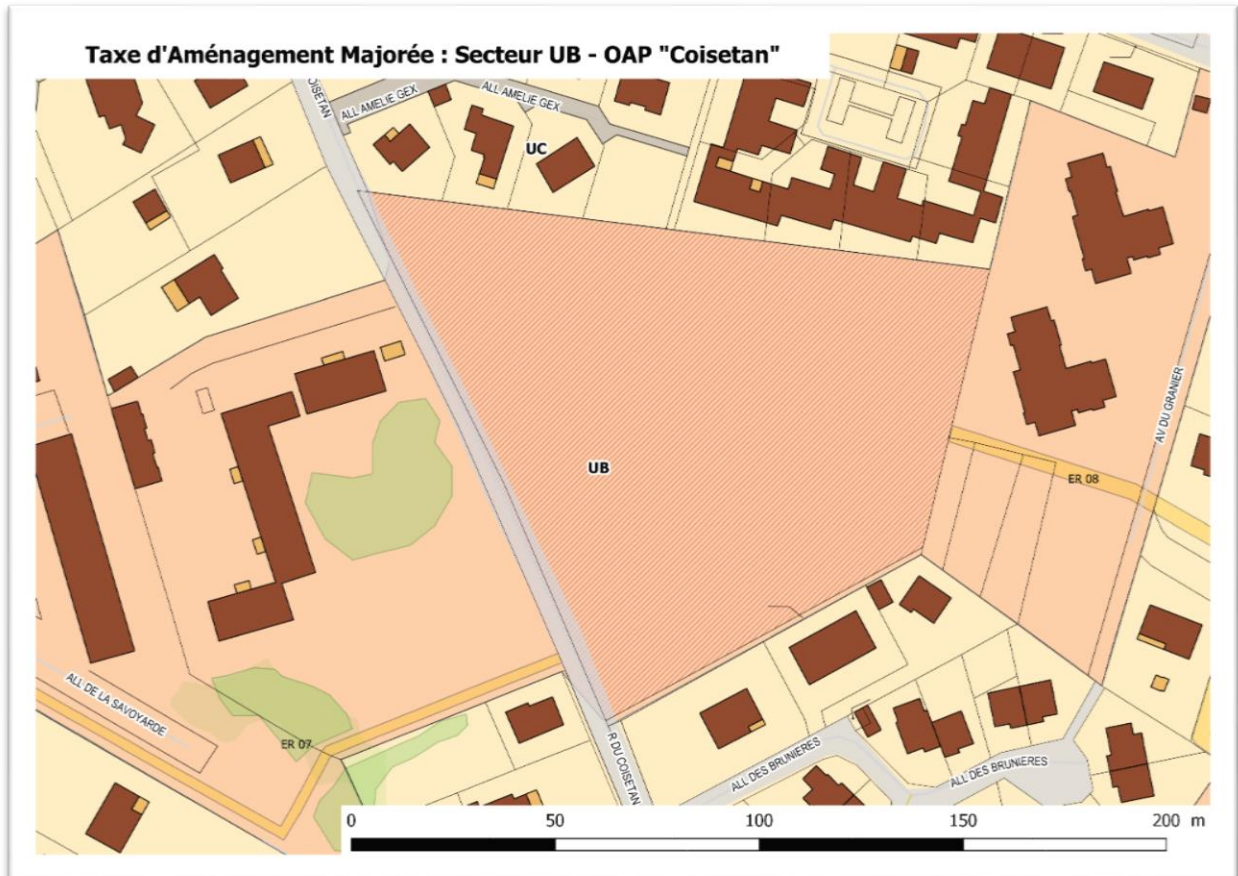 Taxe d'Aménagement Majorée : Secteur UB - OAP "Coisetan"
COISETAN
ALL AMELIE GEX
ALL AMELIE GEX
UC
AV DU GRANIER
UB
ER 08
ALL DE LA SAVOYARDE
ER 07
R DU COISETAN
ALL DES BRUNIERES
ALL DES BRUNIERES
0 50 100 150 200 m